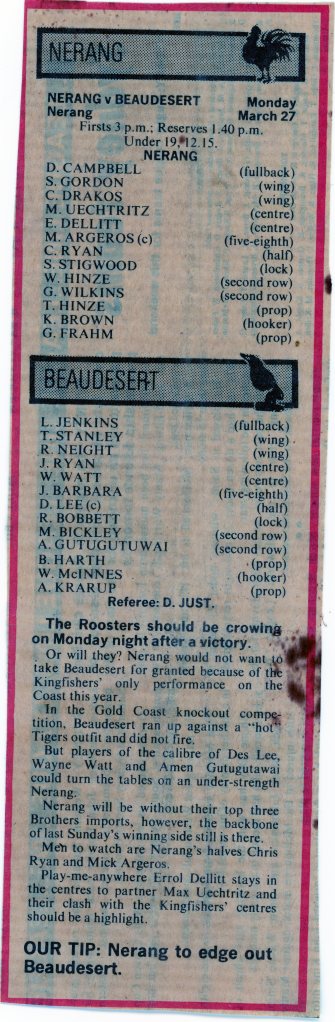 NERANG
NERANG v BEAUDESERT Monday
Nerang March 27
Firsts 3 p.m.; Reserves 1.40 p.m.
Under 19, 12.15.
NERANG
D. CAMPBELL (fullback)
S. GORDON (wing)
C. DRAKOS (wing)
M. UECHTRITZ (centre)
E. DELLITT (centre)
M. ARGEROS (c) (five-eighth)
C. RYAN (half)
S. STIGWOOD (lock)
W. HINZE (second row)
G. WILKINS (second row)
T. HINZE (prop)
K. BROWN (hooker)
G. FRAHM (prop)
BEAUDESERT
L. JENKINS (fullback)
T. STANLEY (wing)
R. NEIGHT (wing)
J. RYAN (centre)
W. WATT (centre)
J. BARBARA (five-eighth)
D. LEE (c) (half)
R. BOBBETT (lock)
M. BICKLEY (second row)
A. GUTUGUTUWAI (second row)
B. HARTH (prop)
W. McINNES (hooker)
A. KRARUP (prop)
Referee: D. JUST.
The Roosters should be crowing
on Monday night after a victory.
Or will they? Nerang would not want to
take Beaudesert for granted because of the
Kingfishers' only performance on the
Coast this year.
In the Gold Coast knockout compe-
tition, Beaudesert ran up against a "hot"
Tigers outfit and did not fire.
But players of the calibre of Des Lee,
Wayne Watt and Amen Gutugutawai
could turn the tables on an under-strength
Nerang.
Nerang will be without their top three
Brothers imports, however, the backbone
of last Sunday's winning side still is there.
Men to watch are Nerang's halves Chris
Ryan and Mick Argeros.
Play-me-anywhere Errol Dellitt stays in
the centres to partner Max Uechtritz and
their clash with the Kingfishers' centres
should be a highlight.
OUR TIP: Nerang to edge out
Beaudesert.